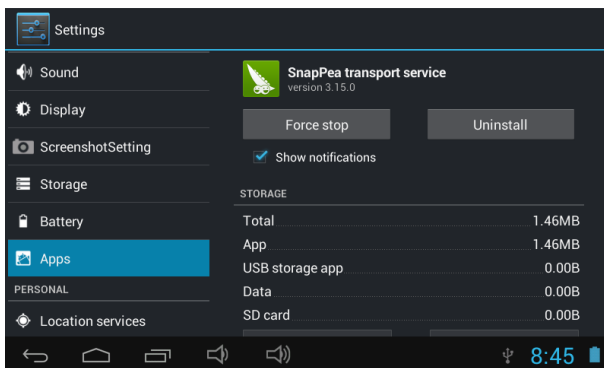 Settings
Sound
Display
ScreenshotSetting
Storage
Battery
Apps
PERSONAL
Location services
SnapPea transport service
version 3.15.0
Force stop
Uninstall
Show notifications
STORAGE
Total 1.46MB
App 1.46MB
USB storage app 0.00B
Data 0.00B
SD card 0.00B
8:45